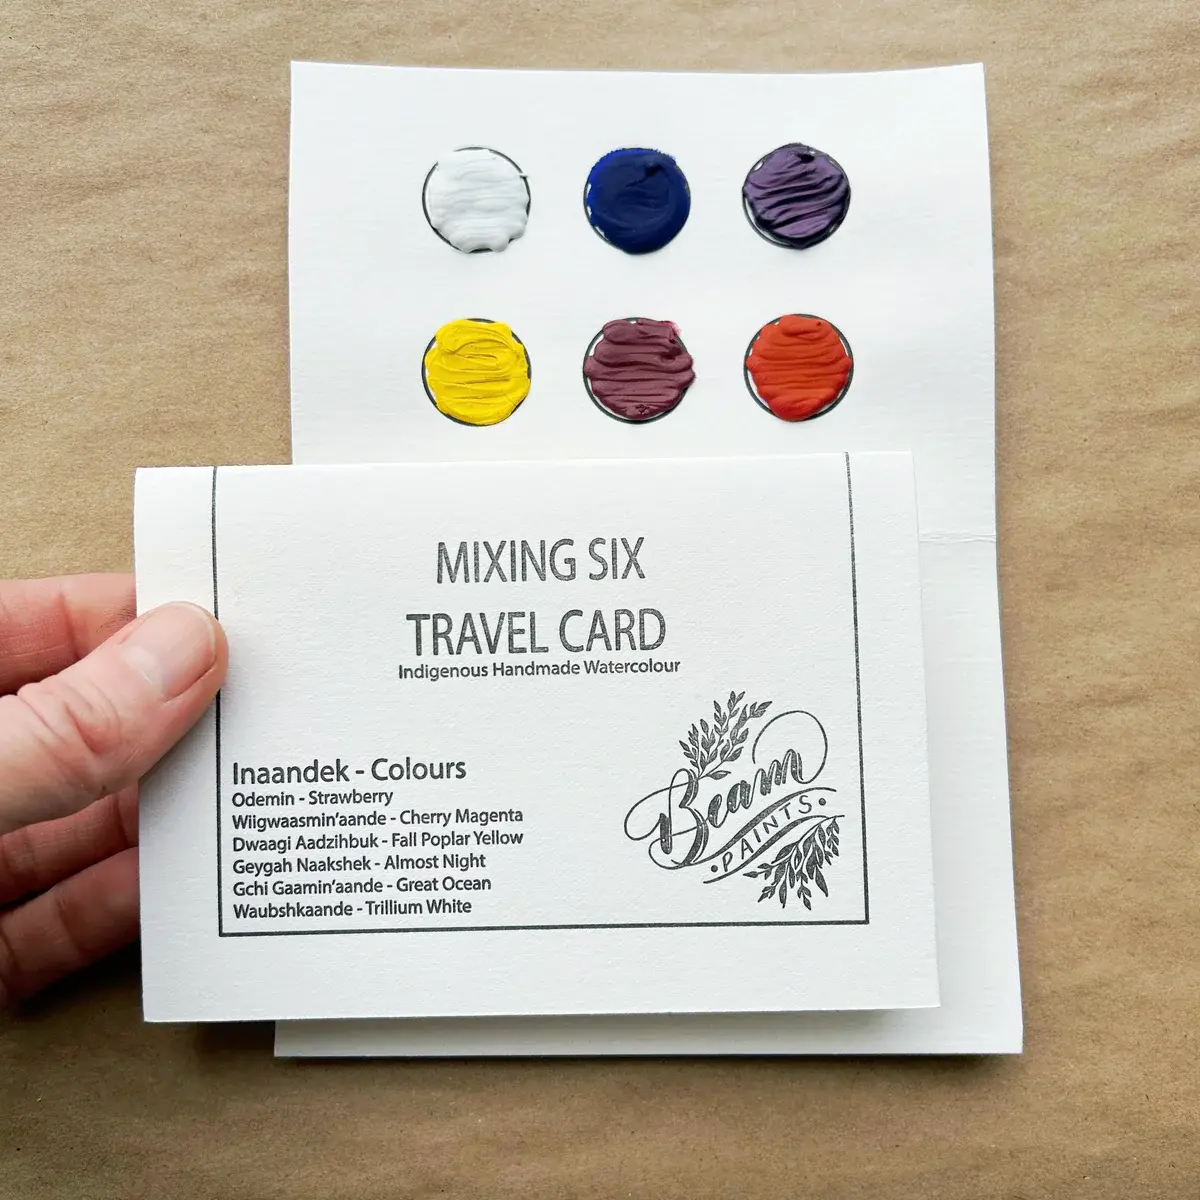 MIXING SIX
TRAVEL CARD
Indigenous Handmade Watercolour
Inaandek - Colours
Odemin - Strawberry
Wiigwaasmin’aande - Cherry Magenta
Dwaagi Aadzihbuk - Fall Poplar Yellow
Geygah Naakshek - Almost Night
Gchi Gaamin’aande - Great Ocean
Waubshkaande - Trillium White
Beam
• PAINTS •